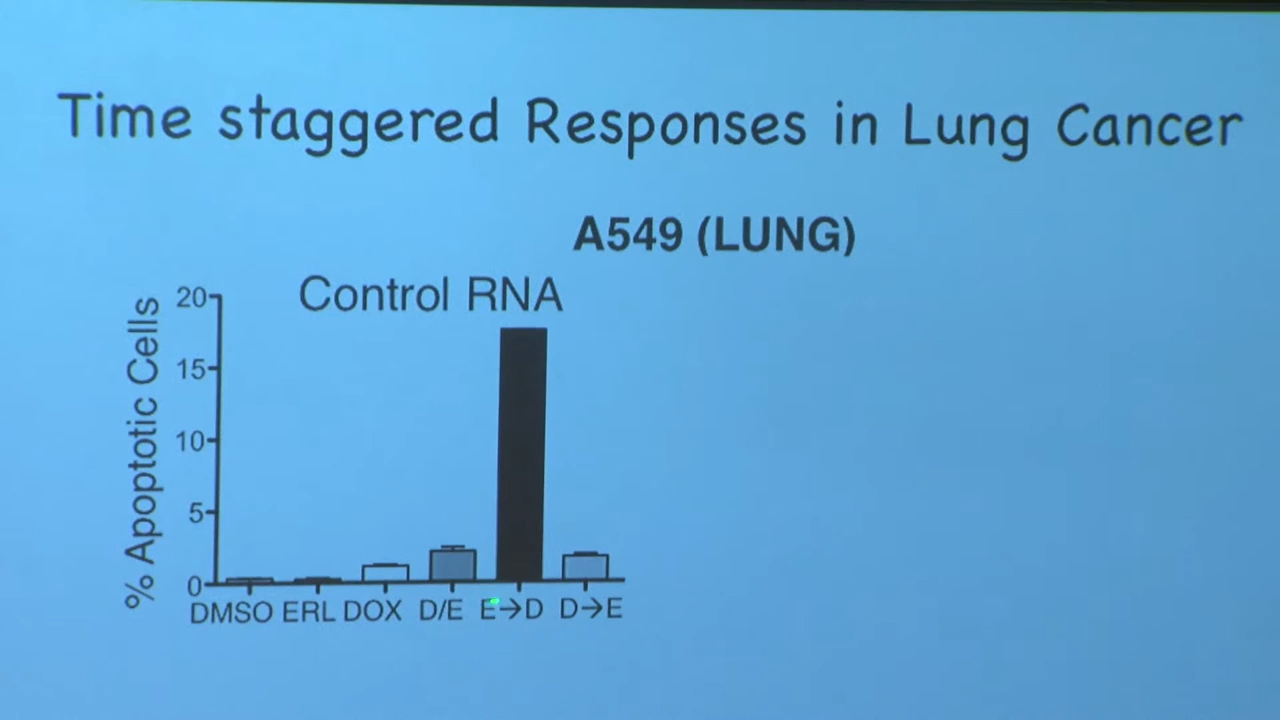 Time staggered Responses in Lung Cancer
A549 (LUNG)
Control RNA
% Apoptotic Cells
20
15
10
5
0
DMSO ERL DOX D/E E→D D→E